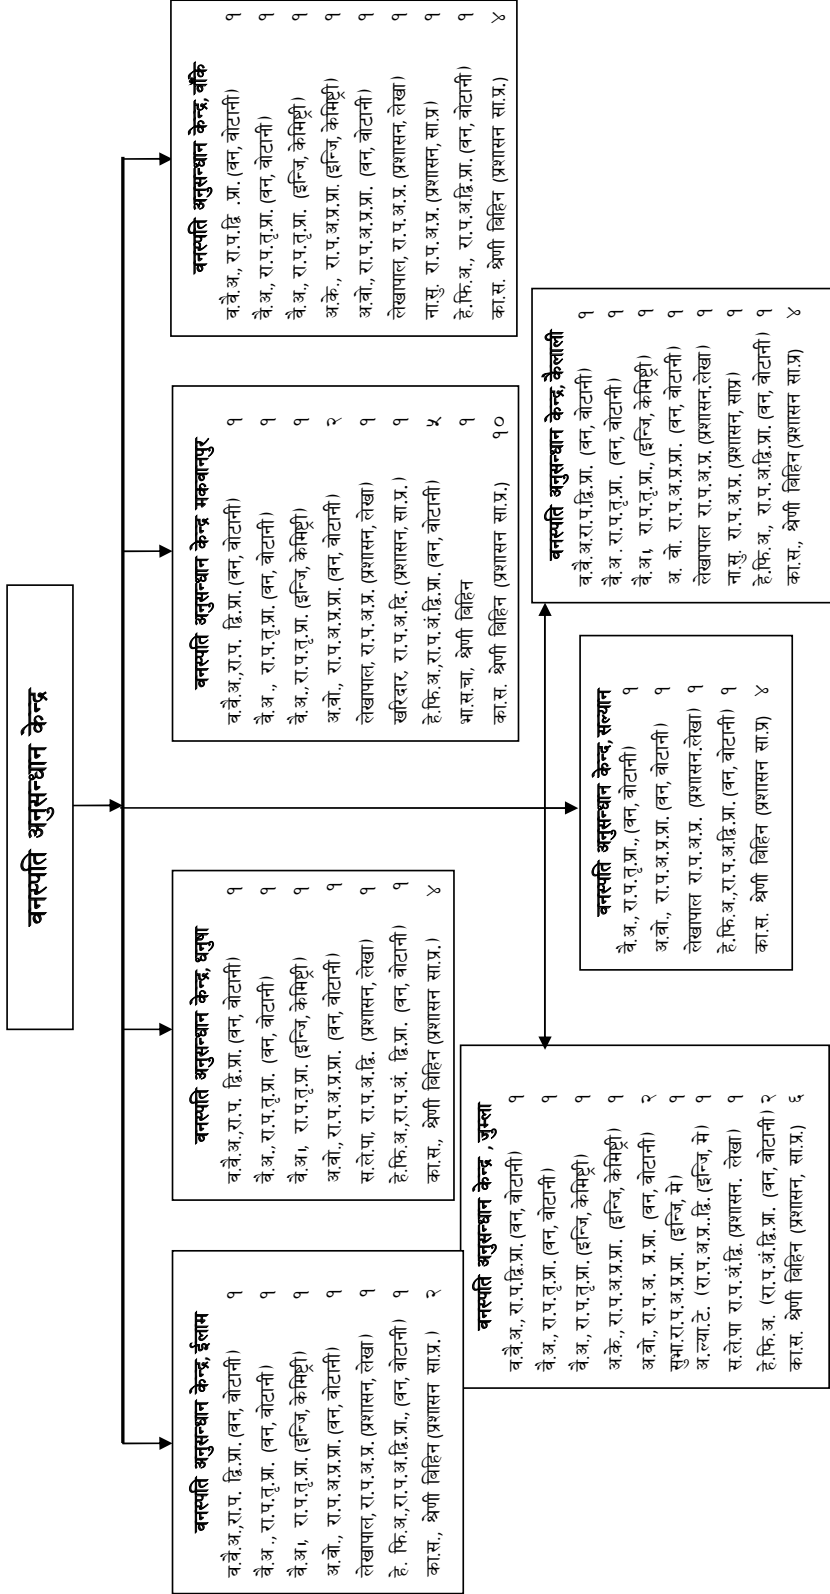 वनस्पति अनुसन्धान केन्द्र
वनस्पति अनुसन्धान केन्द्र, ईलाम
व.वै.अ.,रा.प. द्वि.प्रा. (वन, वोटानी) १
वै.अ ., रा.प.तृ.प्रा. (वन, वोटानी) १
वै.अ।, रा.प.तृ.प्रा. (इन्जि, केमिष्ट्री) १
अ.वो., रा.प.अ.प्र.प्रा. (वन, वोटानी) १
लेखापाल, रा.प.अ.प्र. (प्रशासन, लेखा) १
हे. फि.अ.,रा.प.अ.द्वि.प्रा., (वन, वोटानी) १
का.स., श्रेणी बिहिन (प्रशासन सा.प्र.) २
वनस्पति अनुसन्धान केन्द्र, धनुषा
व.वै.अ.,रा.प. द्वि.प्रा. (वन, वोटानी) १
वै.अ., रा.प.तृ.प्रा. (वन, वोटानी) १
वै.अ।, रा.प.तृ.प्रा. (इन्जि, केमिष्ट्री) १
अ.वो., रा.प.अ.प्र.प्रा. (वन, वोटानी) १
स.ले.पा, रा.प.अ.द्वि. (प्रशासन, लेखा) १
हे.फि.अ.,रा.प.अं. द्वि.प्रा. (वन, वोटानी) १
का.स., श्रेणी बिहिन (प्रशासन सा.प्र.) ४
वनस्पति अनुसन्धान केन्द्र मकवानपुर
व.वै.अ.,रा.प. द्वि.प्रा. (वन, वोटानी) १
वै.अ ., रा.प.तृ.प्रा. (वन, वोटानी) १
वै.अ.,रा.प.तृ.प्रा. (इन्जि, केमिष्ट्री) १
अ.वो., रा.प.अ.प्र.प्रा. (वन, वोटानी) २
लेखापाल, रा.प.अ.प्र. (प्रशासन, लेखा) १
खरिदार, रा.प.अ.दि. (प्रशासन, सा.प्र.) १
हे.फि.अ.,रा.प.अं.द्वि.प्रा. (वन, वोटानी) ५
भा.स.चा, श्रेणी बिहिन १
का.स. श्रेणी बिहिन (प्रशासन सा.प्र.) १०
वनस्पति अनुसन्धान केन्द्र, वाँके
व.वै.अ., रा.प.द्वि .प्रा. (वन, वोटानी) १
वै.अ., रा.प.तृ.प्रा. (वन, वोटानी) १
वै.अ., रा.प.तृ.प्रा. (इन्जि, केमिष्ट्री) १
अ.के., रा.प.अ.प्र.प्रा. (इन्जि, केमिष्ट्री) १
अ.वो., रा.प.अ.प्र.प्रा. (वन, वोटानी) १
लेखापाल, रा.प.अ.प्र. (प्रशासन, लेखा) १
ना.सु. रा.प.अ.प्र. (प्रशासन, सा.प्र) १
हे.फि.अ., रा.प.अ.द्वि.प्रा. (वन, वोटानी) १
का.स. श्रेणी बिहिन (प्रशासन सा.प्र.) ४
वनस्पति अनुसन्धान केन्द्र , जुम्ला
व.वै.अ., रा.प.द्वि.प्रा. (वन, वोटानी) १
वै.अ., रा.प.तृ.प्रा. (वन, वोटानी) १
वै.अ., रा.प.तृ.प्रा. (इन्जि, केमिष्ट्री) १
अ.के., रा.प.अ.प्र.प्रा. (इन्जि, केमिष्ट्री) १
अ.वो., रा.प.अ. प्र.प्रा. (वन, वोटानी) २
सुभा.रा.प.अ.प्र.प्रा. (इन्जि, मे) १
अ.ल्या.टे. (रा.प.अ.प्र..द्वि. (इन्जि, मे) १
स.ले.पा रा.प.अं.द्वि. (प्रशासन. लेखा) १
हे.फि.अ. (रा.प.अं.द्वि.प्रा. (वन, वोटानी) २
का.स. श्रेणी बिहिन (प्रशासन, सा.प्र.) ६
वनस्पति अनुसन्धान केन्द, सल्यान
वै.अ., रा.प.तृ.प्रा., (वन, वोटानी) १
अ.वो., रा.प.अ.प्र.प्रा. (वन, वोटानी) १
लेखापाल रा.प.अ.प्र. (प्रशासन.लेखा) १
हे.फि.अ.,रा.प.अ.द्वि.प्रा. (वन, वोटानी) १
का.स. श्रेणी बिहिन (प्रशासन सा.प्र) ४
वनस्पति अनुसन्धान केन्द्र, कैलाली
व.वै.अ.रा.प.द्वि.प्रा. (वन, वोटानी) १
वै.अ . रा.प.तृ.प्रा. (वन, वोटानी) १
वै.अ।, रा.प.तृ.प्रा., (इन्जि, केमिष्ट्री) १
अ. वो. रा.प.अ.प्र.प्रा. (वन, वोटानी) १
लेखापाल रा.प.अ.प्र. (प्रशासन.लेखा) १
ना.सु. रा.प.अ.प्र. (प्रशासन, साप्र) १
हे.फि.अ., रा.प.अ.द्वि.प्रा. (वन, वोटानी) १
का.स., श्रेणी बिहिन (प्रशासन सा.प्र) ४